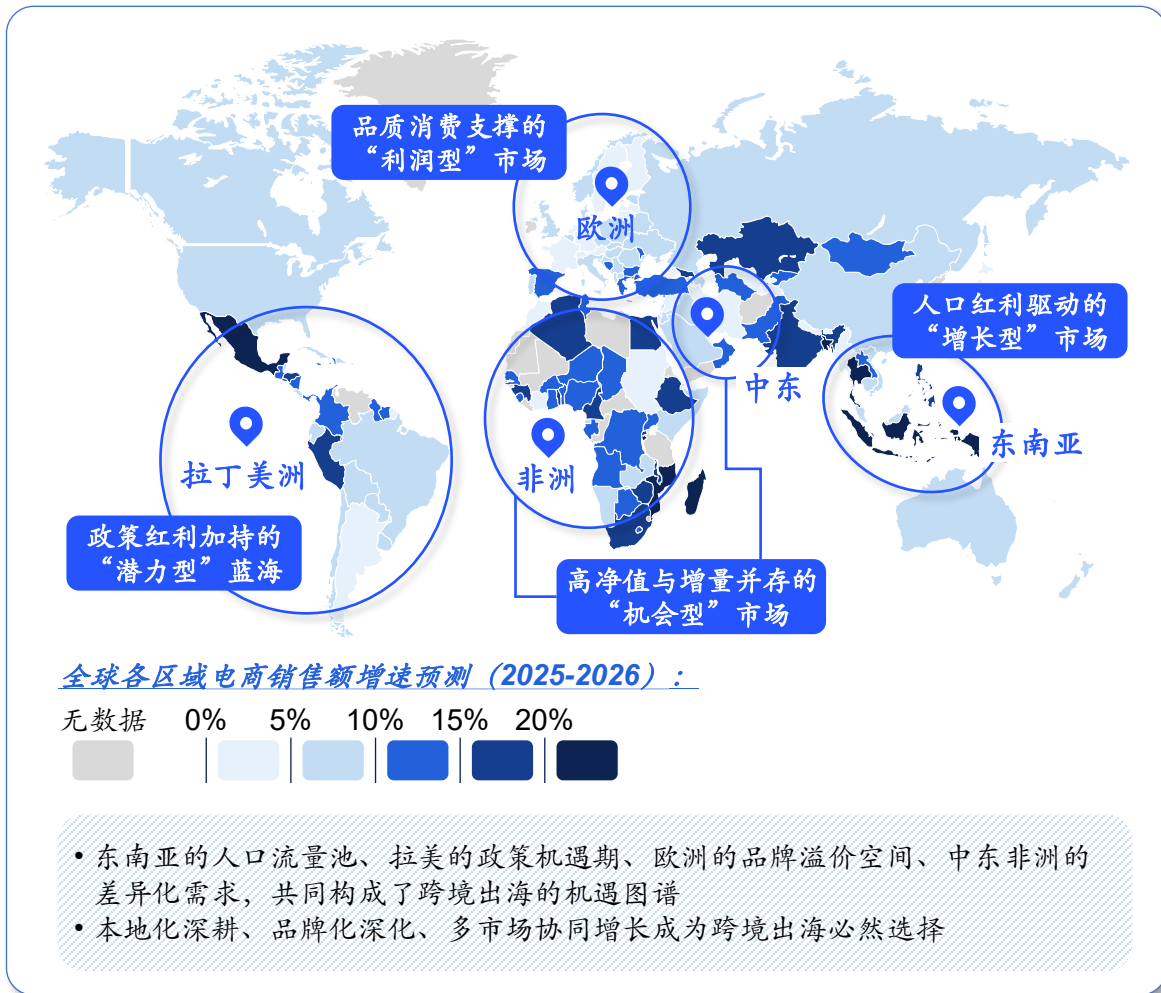 品质消费支撑的
“利润型”市场
欧洲
人口红利驱动的
“增长型”市场
中东
东南亚
拉丁美洲
非洲
政策红利加持的
“潜力型”蓝海
高净值与增量并存的
“机会型”市场
全球各区域电商销售额增速预测（2025-2026）：
无数据 0% 5% 10% 15% 20%
• 东南亚的人口流量池、拉美的政策机遇期、欧洲的品牌溢价空间、中东非洲的
差异化需求，共同构成了跨境出海的机遇图谱
• 本地化深耕、品牌化深化、多市场协同增长成为跨境出海必然选择